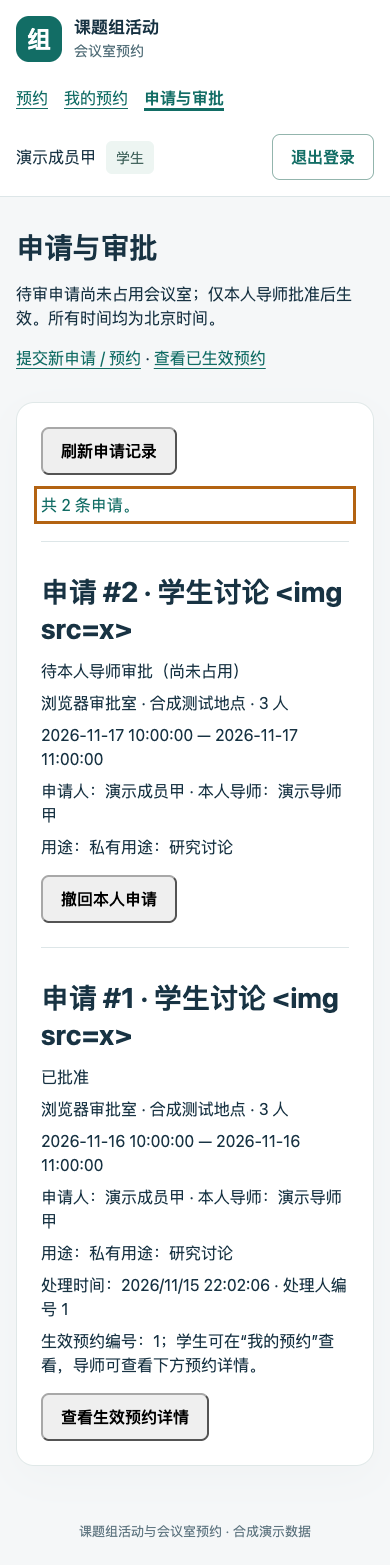 组
课题组活动
会议室预约
预约 我的预约 申请与审批
演示成员甲 学生 退出登录
申请与审批
待审申请尚未占用会议室；仅本人导师批准后生
效。所有时间均为北京时间。
提交新申请 / 预约 · 查看已生效预约
刷新申请记录
共 2 条申请。
申请 #2 · 学生讨论 <img
src=x>
待本人导师审批（尚未占用）
浏览器审批室 · 合成测试地点 · 3 人
2026-11-17 10:00:00 — 2026-11-17
11:00:00
申请人：演示成员甲 · 本人导师：演示导师
甲
用途：私有用途：研究讨论
撤回本人申请
申请 #1 · 学生讨论 <img
src=x>
已批准
浏览器审批室 · 合成测试地点 · 3 人
2026-11-16 10:00:00 — 2026-11-16
11:00:00
申请人：演示成员甲 · 本人导师：演示导师
甲
用途：私有用途：研究讨论
处理时间：2026/11/15 22:02:06 · 处理人编
号 1
生效预约编号：1；学生可在“我的预约”查
看，导师可查看下方预约详情。
查看生效预约详情
课题组活动与会议室预约 · 合成演示数据